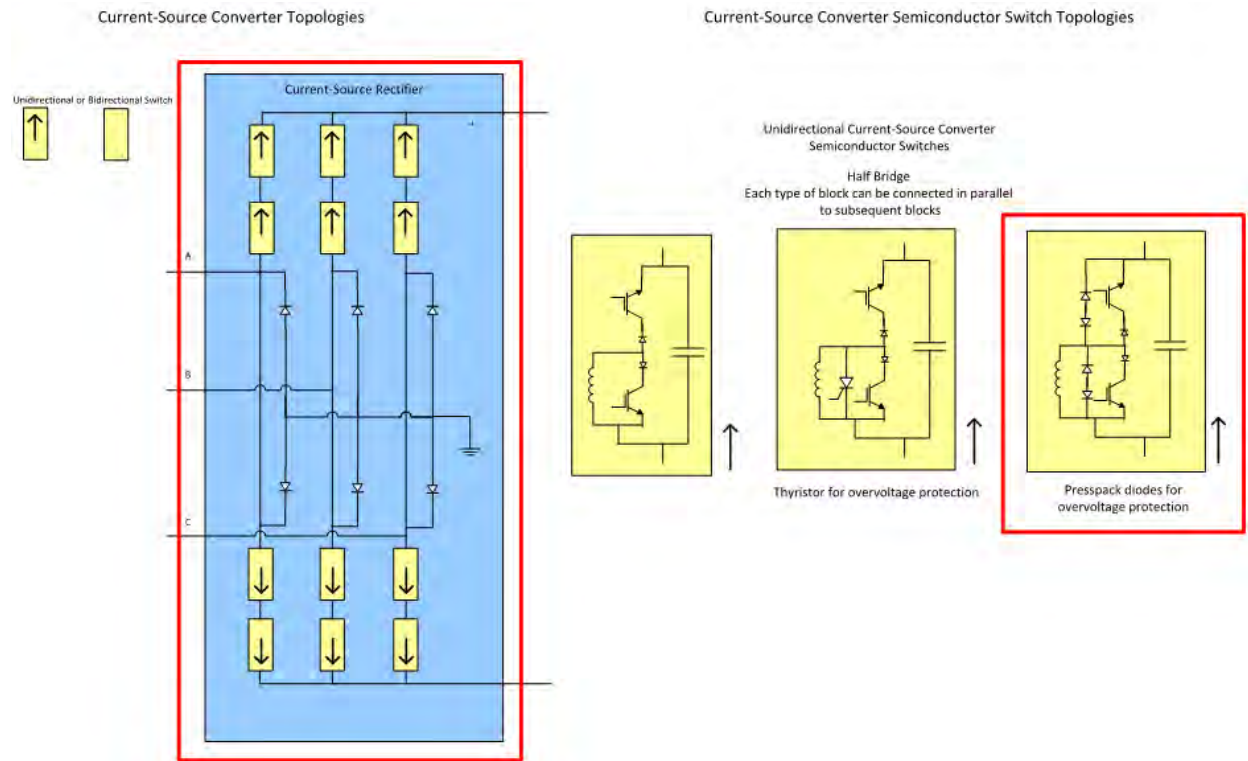 Current-Source Converter Topologies
Current-Source Converter Semiconductor Switch Topologies
Unidirectional or Bidirectional Switch
Current-Source Rectifier
A
B
C
Unidirectional Current-Source Converter
Semiconductor Switches
Half Bridge
Each type of block can be connected in parallel
to subsequent blocks
Thyristor for overvoltage protection
Presspack diodes for
overvoltage protection